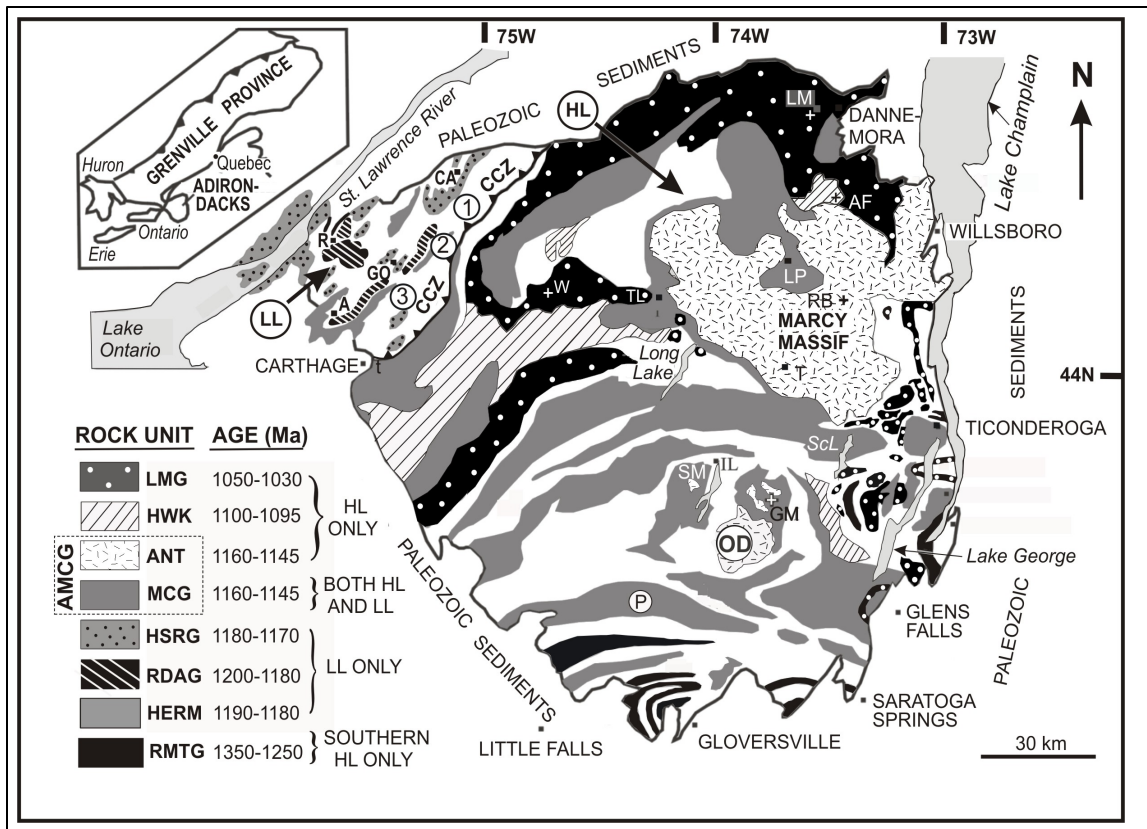 75W
74W
73W
N
GRENVILLE PROVINCE
Huron
Quebec
ADIRON-
DACKS
Ontario
Erie
St. Lawrence River
PALEOZOIC SEDIMENTS
HL
LM
DANNE-
MORA
Lake Champlain
CA
CCZ
1
AF
R
2
WILLSBORO
GO
LP
W
TL
RB
3
CCZ
A
LL
MARCY
MASSIF
SEDIMENTS
Lake
Ontario
CARTHAGE
t
Long
Lake
T
44N
TICONDEROGA
ScL
IL
SM
GM
OD
Lake George
P
GLENS
FALLS
PALEOZOIC
PALEOZOIC SEDIMENTS
SARATOGA
SPRINGS
LITTLE FALLS
GLOVERSVILLE
30 km
ROCK UNIT AGE (Ma)
LMG 1050-1030
HWK 1100-1095
HL
ONLY
ANT 1160-1145
AMCG
MCG 1160-1145
BOTH HL
AND LL
HSRG 1180-1170
RDAG 1200-1180
LL ONLY
HERM 1190-1180
RMTG 1350-1250
SOUTHERN
HL ONLY